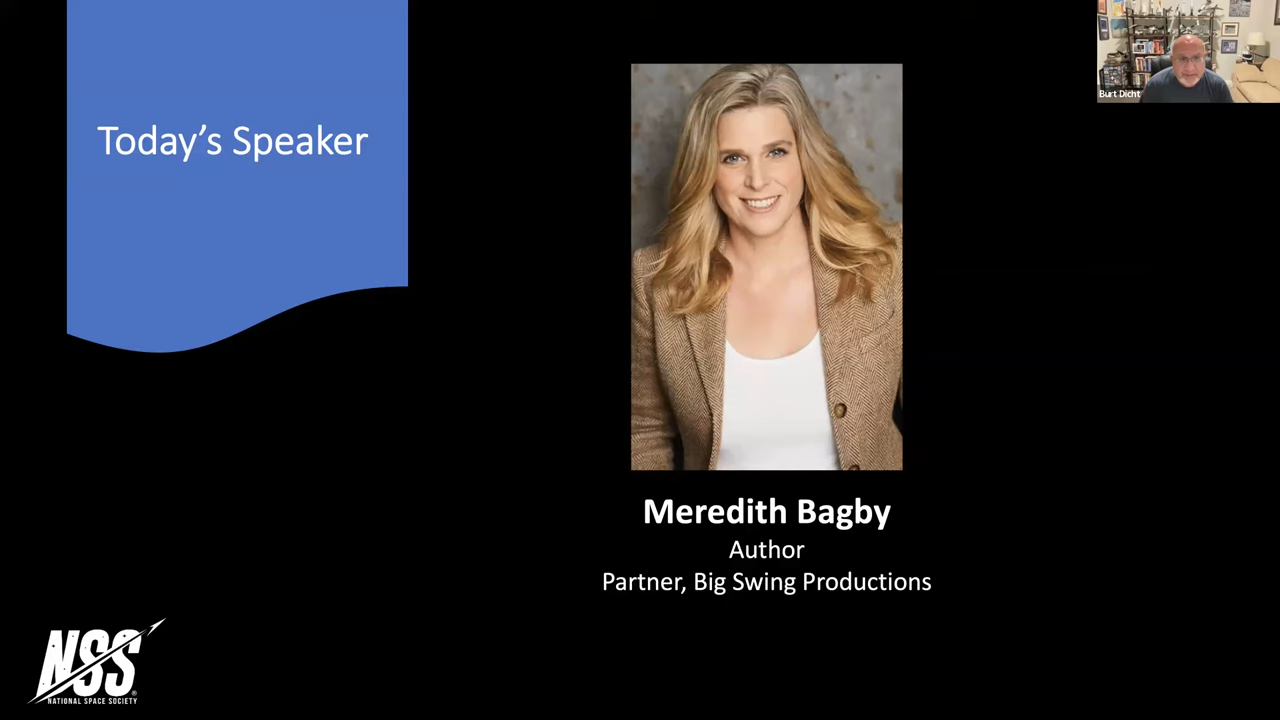 Today’s Speaker
Burt Dicht
Meredith Bagby
Author
Partner, Big Swing Productions
NSS®
NATIONAL SPACE SOCIETY